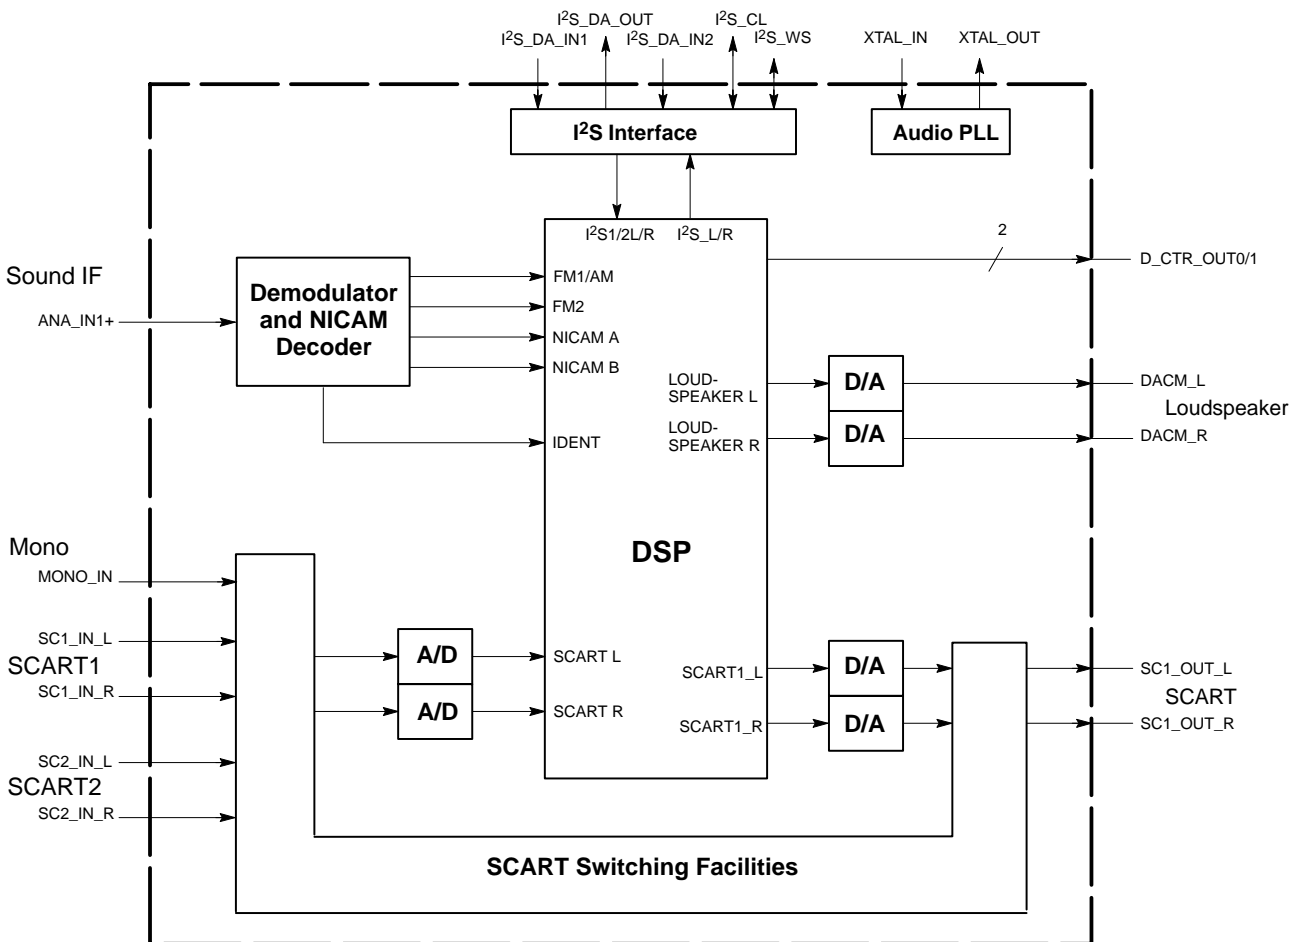 I²S_DA_OUT I²S_CL
I²S_DA_IN1 I²S_DA_IN2 I²S_WS XTAL_IN XTAL_OUT
I²S Interface
Audio PLL
I²S1/2L/R I²S_L/R
2
D_CTR_OUT0/1
Sound IF
ANA_IN1+
Demodulator
and NICAM
Decoder
FM1/AM
FM2
NICAM A
NICAM B
IDENT
LOUD-
SPEAKER L
LOUD-
SPEAKER R
D/A
D/A
DACM_L
Loudspeaker
DACM_R
DSP
Mono
MONO_IN
SC1_IN_L
SCART1
SC1_IN_R
SC2_IN_L
SCART2
SC2_IN_R
A/D
A/D
SCART L
SCART R
SCART1_L
SCART1_R
D/A
D/A
SC1_OUT_L
SCART
SC1_OUT_R
SCART Switching Facilities